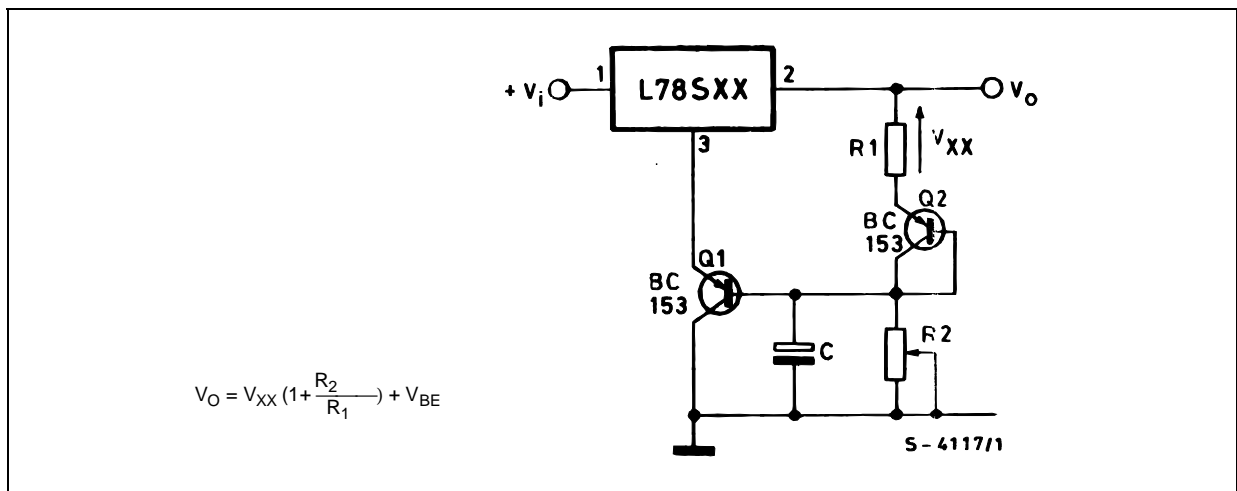 + Vi
1
L78SXX
2
Vo
3
R1
VXX
Q2
BC
153
Q1
BC
153
C
R2
VO = VXX (1+ R2/R1) + VBE
S-4117/1